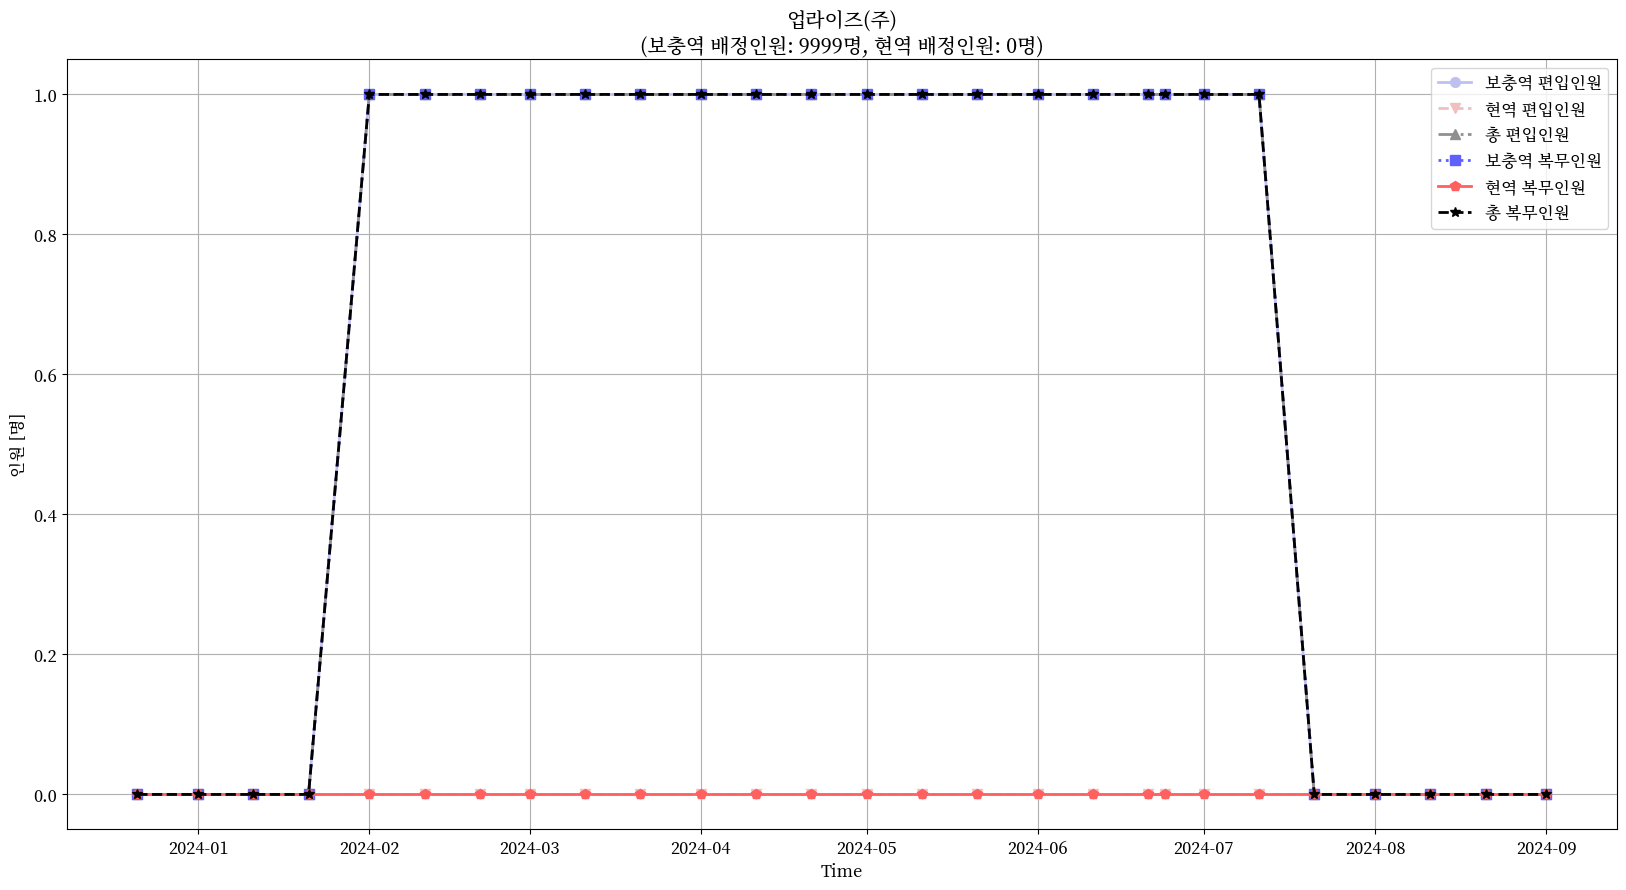 업라이즈(주)
(보충역 배정인원: 9999명, 현역 배정인원: 0명)
보충역 편입인원
현역 편입인원
총 편입인원
보충역 복무인원
현역 복무인원
총 복무인원
1.0
0.8
0.6
0.4
0.2
0.0
인원 [명]
2024-01
2024-02
2024-03
2024-04
2024-05
2024-06
2024-07
2024-08
2024-09
Time